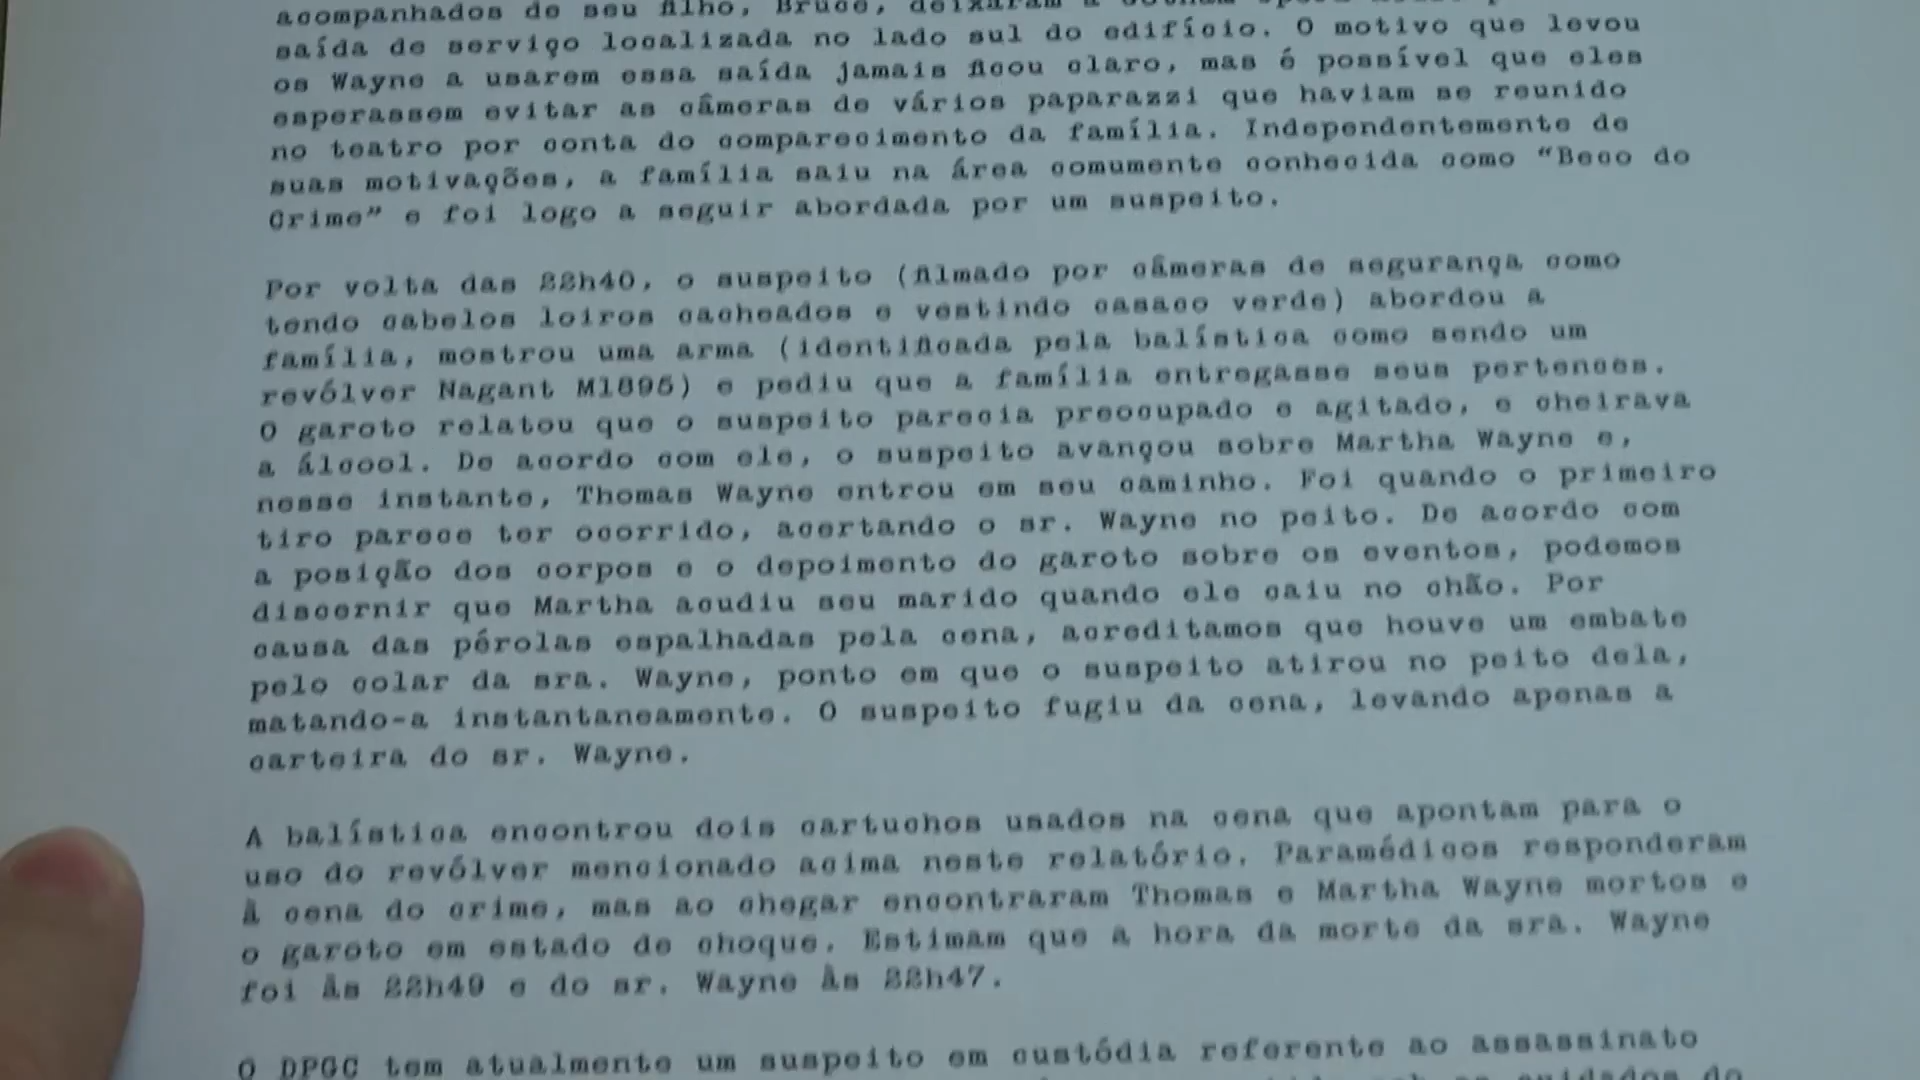 acompanhados de seu filho, Bruce, deixaram a
saída de serviço localizada no lado sul do edifício. O motivo que levou
os Wayne a usarem essa saída jamais ficou claro, mas é possível que eles
esperassem evitar as câmeras de vários paparazzi que haviam se reunido
no teatro por conta do comparecimento da família. Independentemente de
suas motivações, a família saiu na área comumente conhecida como “Beco do
Crime” e foi logo a seguir abordada por um suspeito.
Por volta das 22h40, o suspeito (filmado por câmeras de segurança como
tendo cabelos loiros cacheados e vestindo casaco verde) abordou a
família, mostrou uma arma (identificada pela balística como sendo um
revólver Nagant M1895) e pediu que a família entregasse seus pertences.
O garoto relatou que o suspeito parecia preocupado e agitado, e cheirava
a álcool. De acordo com ele, o suspeito avançou sobre Martha Wayne e,
nesse instante, Thomas Wayne entrou em seu caminho. Foi quando o primeiro
tiro parece ter ocorrido, acertando o sr. Wayne no peito. De acordo com
a posição dos corpos e o depoimento do garoto sobre os eventos, podemos
discernir que Martha acudiu seu marido quando ele caiu no chão. Por
causa das pérolas espalhadas pela cena, acreditamos que houve um embate
pelo colar da sra. Wayne, ponto em que o suspeito atirou no peito dela,
matando-a instantaneamente. O suspeito fugiu da cena, levando apenas a
carteira do sr. Wayne.
A balística encontrou dois cartuchos usados na cena que apontam para o
uso do revólver mencionado acima neste relatório. Paramédicos responderam
à cena do crime, mas ao chegar encontraram Thomas e Martha Wayne mortos e
o garoto em estado de choque. Estimam que a hora da morte da sra. Wayne
foi às 22h49 e do sr. Wayne às 22h47.
O DPGC tem atualmente um suspeito em custódia referente ao assassinato